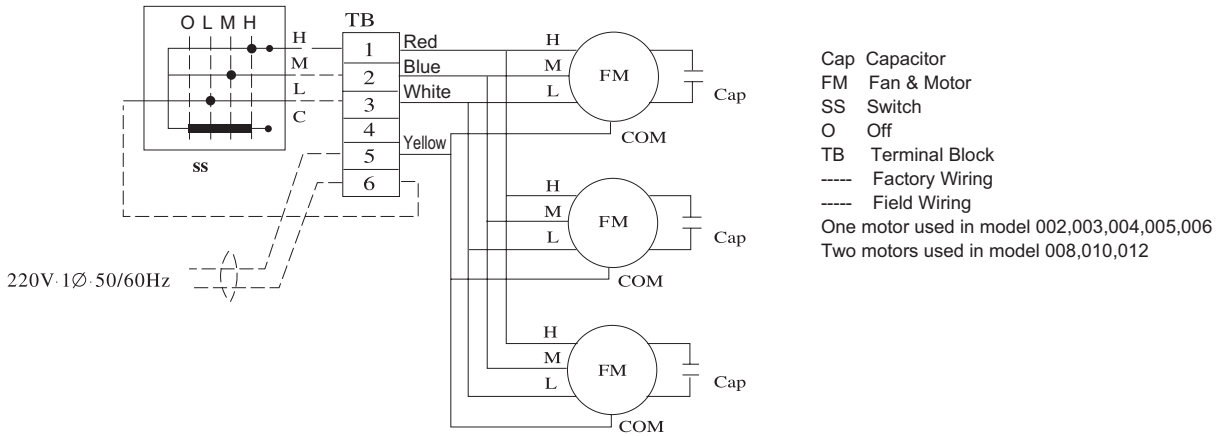 O L M H
TB
H
M
L
C
ss
1
2
3
4
5
6
Red
Blue
White
Yellow
H
M
L
FM
Cap
COM
H
M
L
FM
Cap
COM
H
M
L
FM
Cap
COM
220V·1Ø·50/60Hz
Cap Capacitor
FM Fan & Motor
SS Switch
O Off
TB Terminal Block
----- Factory Wiring
----- Field Wiring
One motor used in model 002,003,004,005,006
Two motors used in model 008,010,012